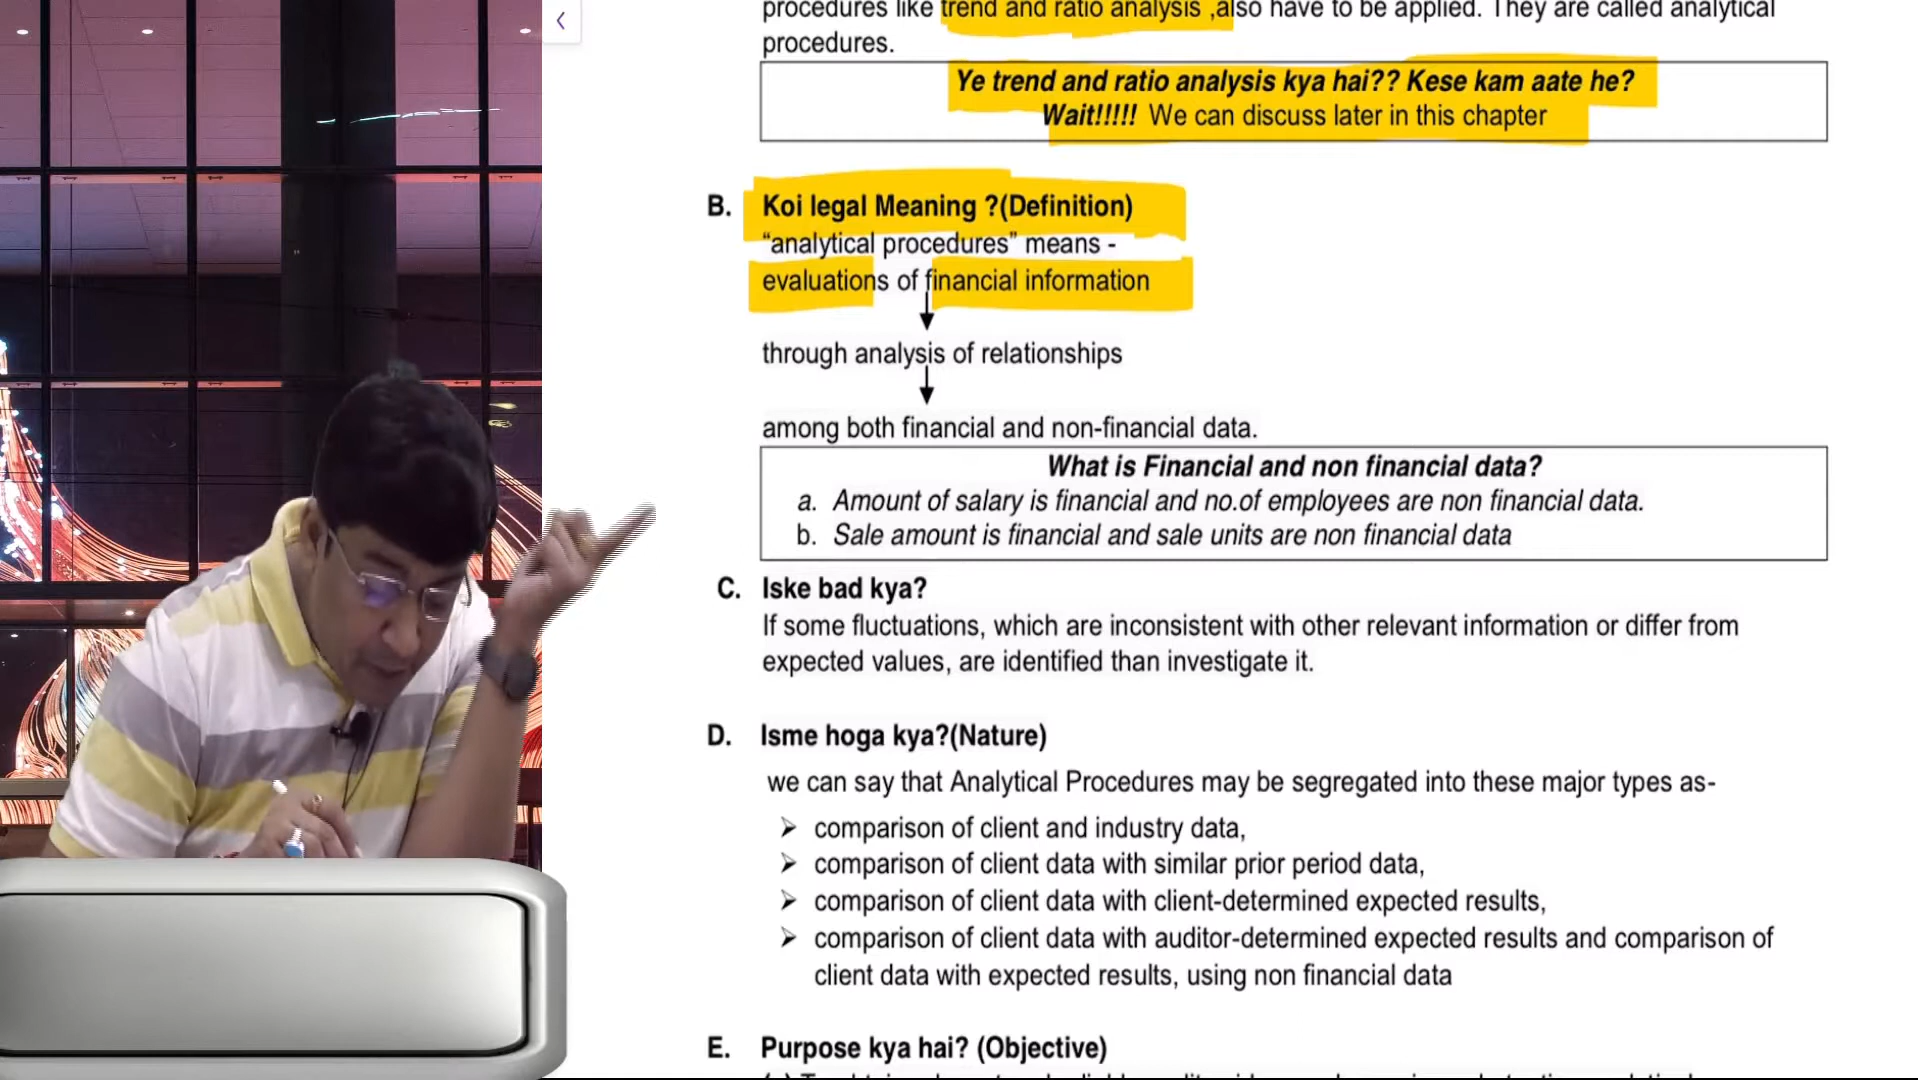 procedures like trend and ratio analysis ,also have to be applied. They are called analytical
procedures.
Ye trend and ratio analysis kya hai?? Kese kam aate he?
Wait!!!!! We can discuss later in this chapter
B. Koi legal Meaning ?(Definition)
“analytical procedures” means -
evaluations of financial information
through analysis of relationships
among both financial and non-financial data.
What is Financial and non financial data?
a. Amount of salary is financial and no.of employees are non financial data.
b. Sale amount is financial and sale units are non financial data
C. Iske bad kya?
If some fluctuations, which are inconsistent with other relevant information or differ from
expected values, are identified than investigate it.
D. Isme hoga kya?(Nature)
we can say that Analytical Procedures may be segregated into these major types as-
➢ comparison of client and industry data,
➢ comparison of client data with similar prior period data,
➢ comparison of client data with client-determined expected results,
➢ comparison of client data with auditor-determined expected results and comparison of
client data with expected results, using non financial data
E. Purpose kya hai? (Objective)